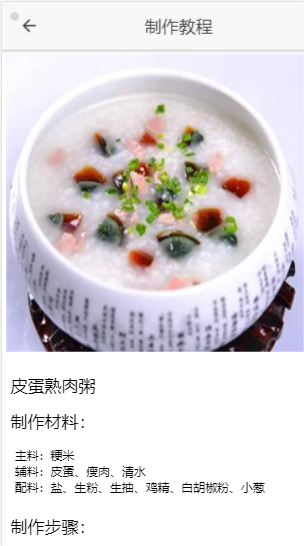 制作教程
皮蛋熟肉粥
制作材料：
主料：粳米
辅料：皮蛋、瘦肉、清水
配料：盐、生粉、生抽、鸡精、白胡椒粉、小葱
制作步骤：